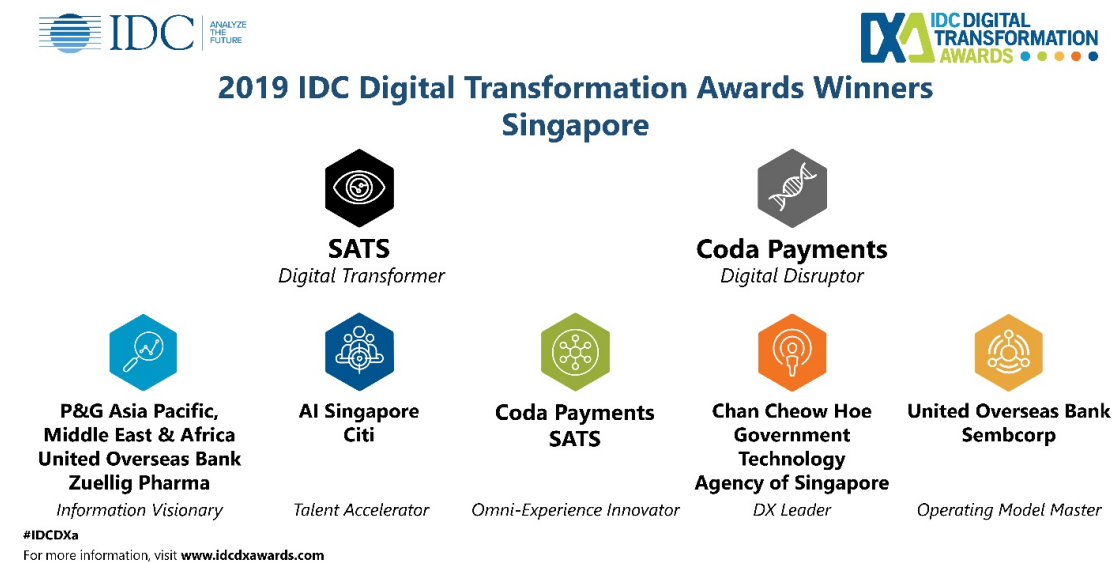 IDC
ANALYZE
THE
FUTURE
DX
IDC DIGITAL
TRANSFORMATION
AWARDS
2019 IDC Digital Transformation Awards Winners
Singapore
SATS
Digital Transformer
Coda Payments
Digital Disruptor
P&G Asia Pacific,
Middle East & Africa
United Overseas Bank
Zuellig Pharma
Information Visionary
AI Singapore
Citi
Talent Accelerator
Coda Payments
SATS
Omni-Experience Innovator
Chan Cheow Hoe
Government
Technology
Agency of Singapore
DX Leader
United Overseas Bank
Sembcorp
Operating Model Master
#IDCDXa
For more information, visit www.idcdxawards.com